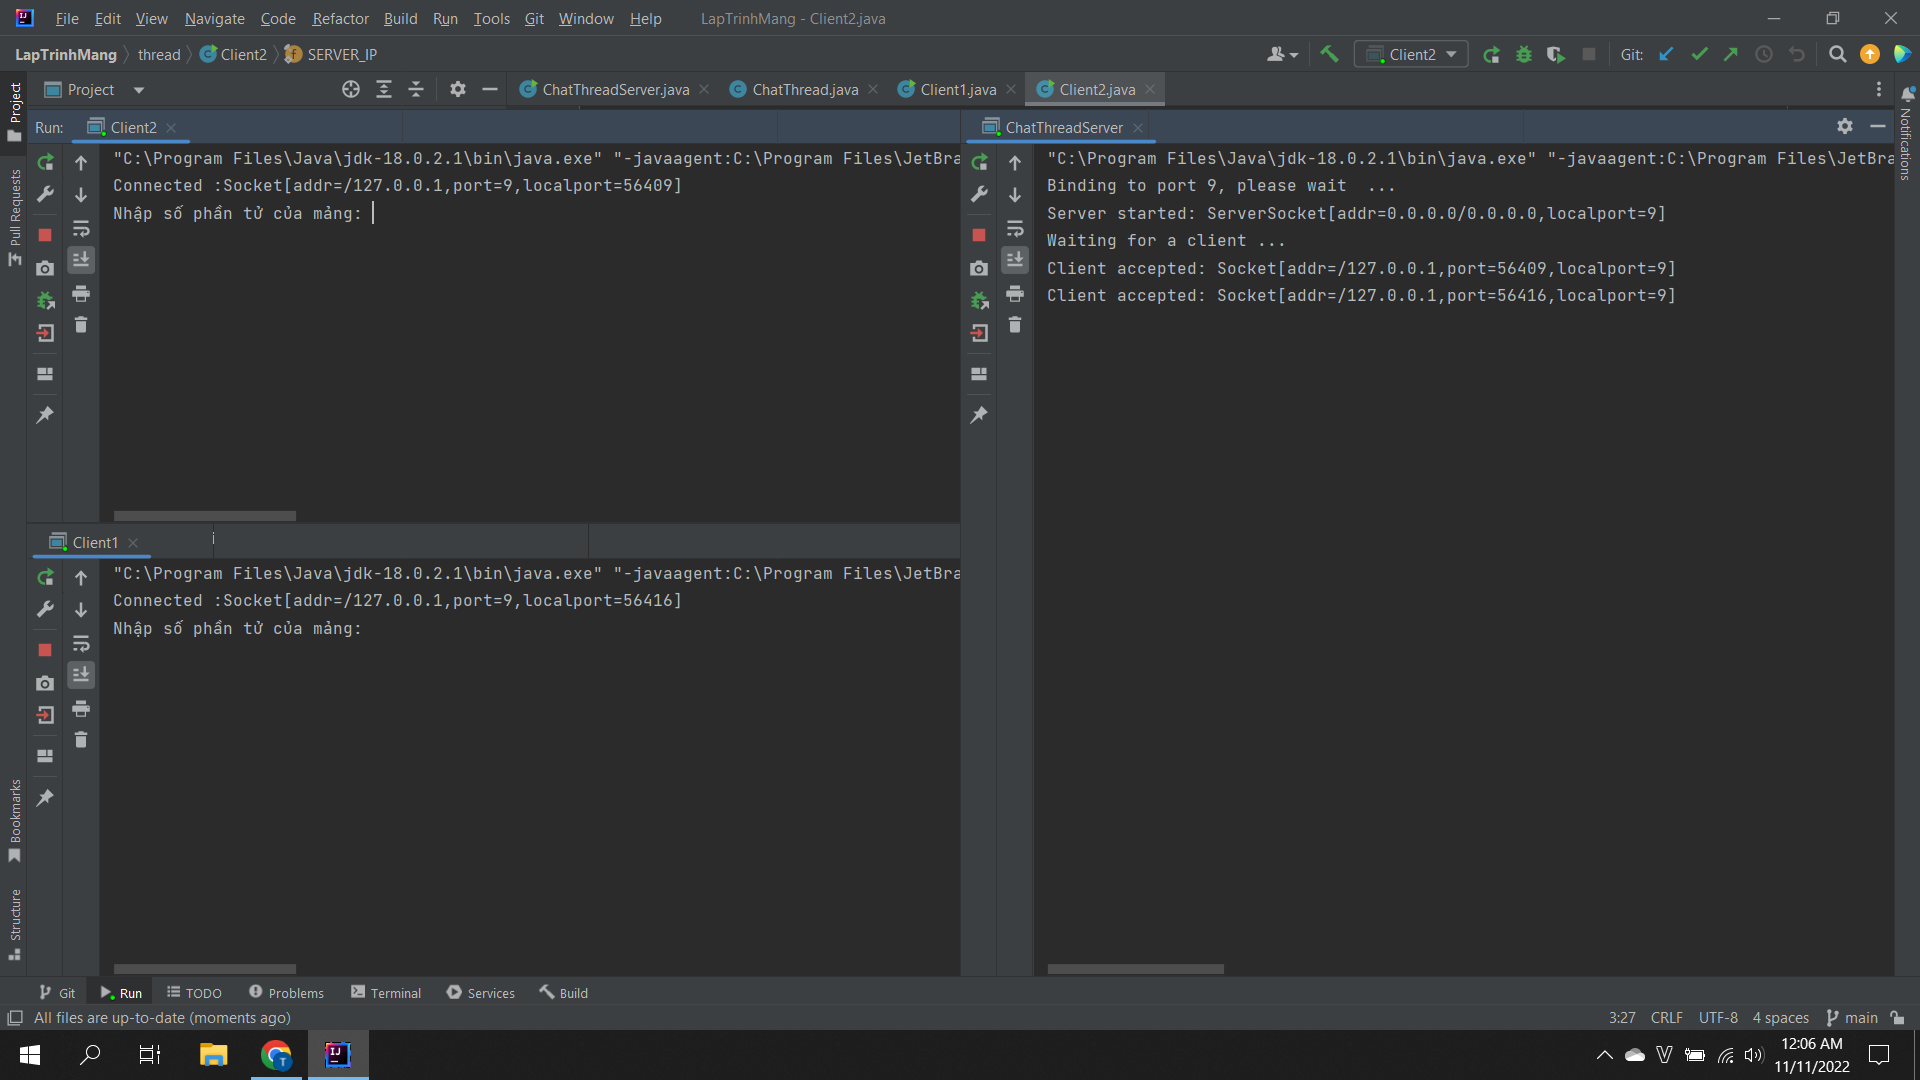 File Edit View Navigate Code Refactor Build Run Tools Git Window Help LapTrinhMang - Client2.java
LapTrinhMang thread Client2 SERVER_IP Client2 Git:
Project ChatThreadServer.java ChatThread.java Client1.java Client2.java
Project
Pull Requests
Bookmarks
Structure
Notifications
Run: Client2
"C:\Program Files\Java\jdk-18.0.2.1\bin\java.exe" "-javaagent:C:\Program Files\JetBra
Connected :Socket[addr=/127.0.0.1,port=9,localport=56409]
Nhập số phần tử của mảng:
ChatThreadServer
"C:\Program Files\Java\jdk-18.0.2.1\bin\java.exe" "-javaagent:C:\Program Files\JetBra
Binding to port 9, please wait  ...
Server started: ServerSocket[addr=0.0.0.0/0.0.0.0,localport=9]
Waiting for a client ...
Client accepted: Socket[addr=/127.0.0.1,port=56409,localport=9]
Client accepted: Socket[addr=/127.0.0.1,port=56416,localport=9]
Client1
"C:\Program Files\Java\jdk-18.0.2.1\bin\java.exe" "-javaagent:C:\Program Files\JetBra
Connected :Socket[addr=/127.0.0.1,port=9,localport=56416]
Nhập số phần tử của mảng:
Git Run TODO Problems Terminal Services Build
All files are up-to-date (moments ago) 3:27 CRLF UTF-8 4 spaces main
12:06 AM
11/11/2022